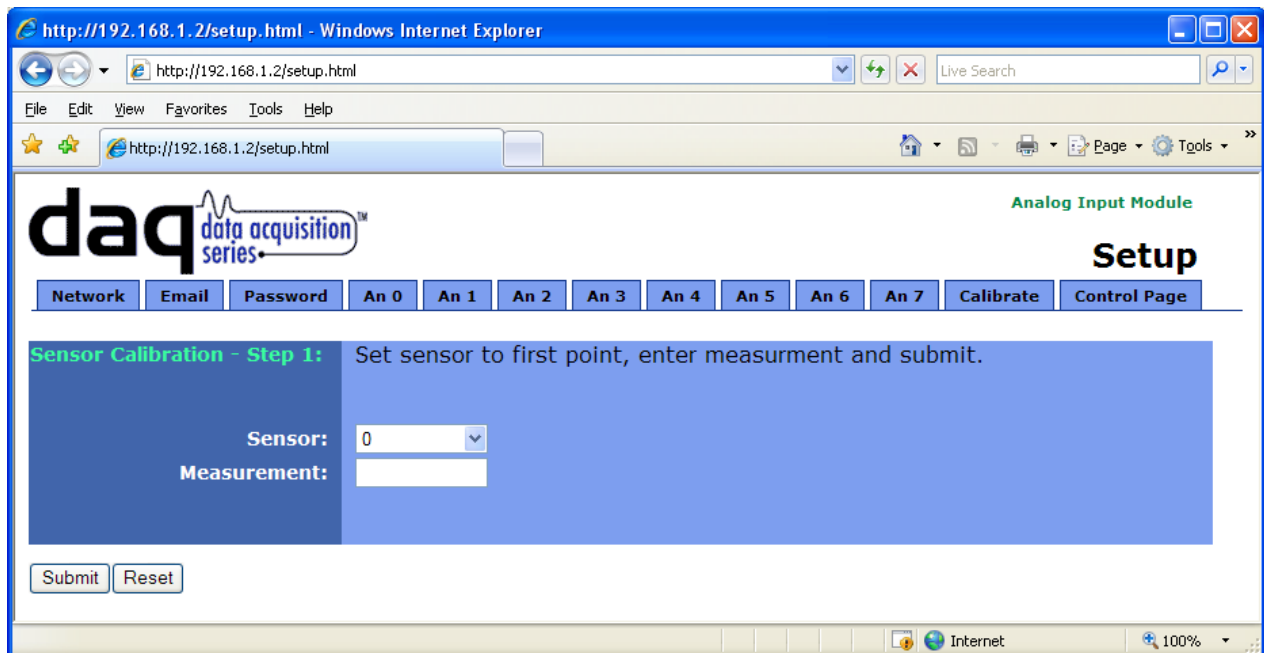 http://192.168.1.2/setup.html - Windows Internet Explorer
http://192.168.1.2/setup.html
Live Search
File Edit View Favorites Tools Help
http://192.168.1.2/setup.html
Page Tools »
daq data acquisition series™
Analog Input Module
Setup
Network Email Password An 0 An 1 An 2 An 3 An 4 An 5 An 6 An 7 Calibrate Control Page
Sensor Calibration - Step 1: Set sensor to first point, enter measurment and submit.
Sensor: 0
Measurement:
Submit Reset
Internet 100%